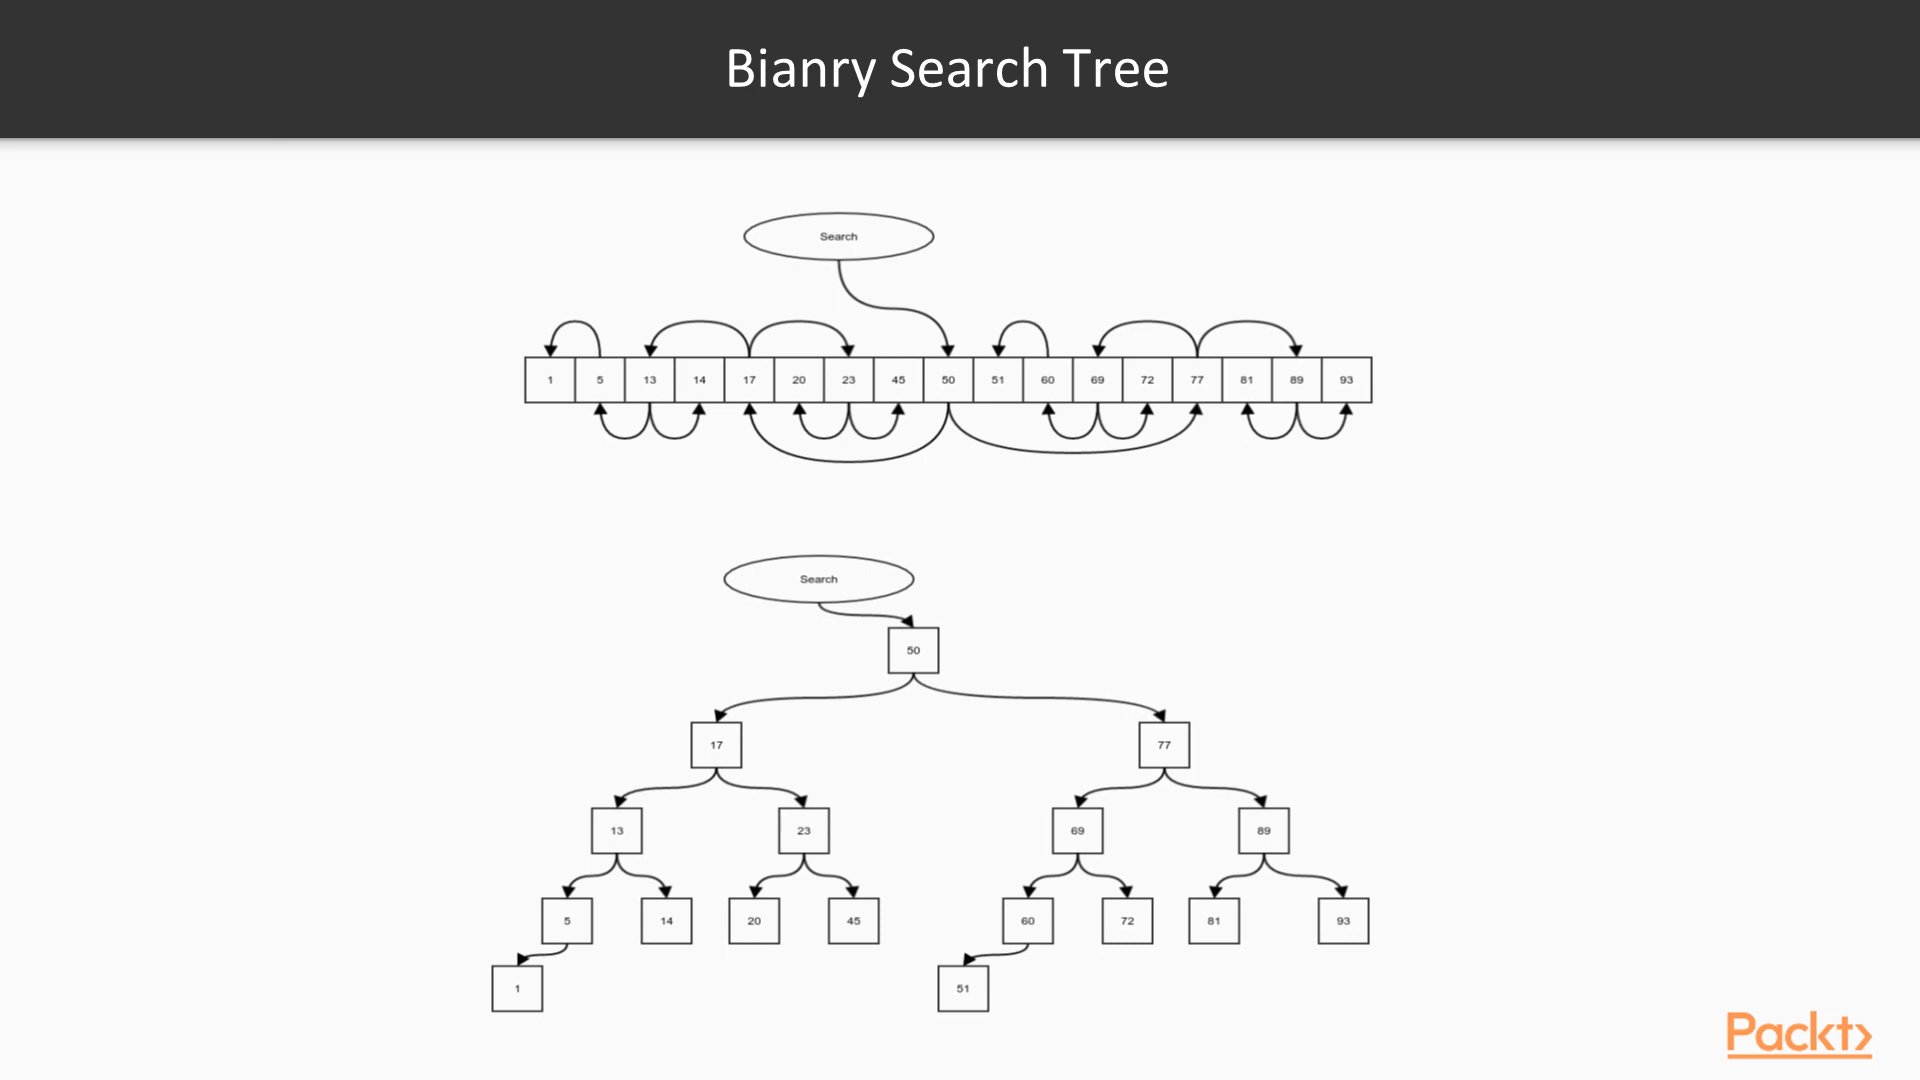 Bianry Search Tree
Search
1 5 13 14 17 20 23 45 50 51 60 69 72 77 81 89 93
Search
50
17 77
13 23 69 89
5 14 20 45 60 72 81 93
1 51
Packt>